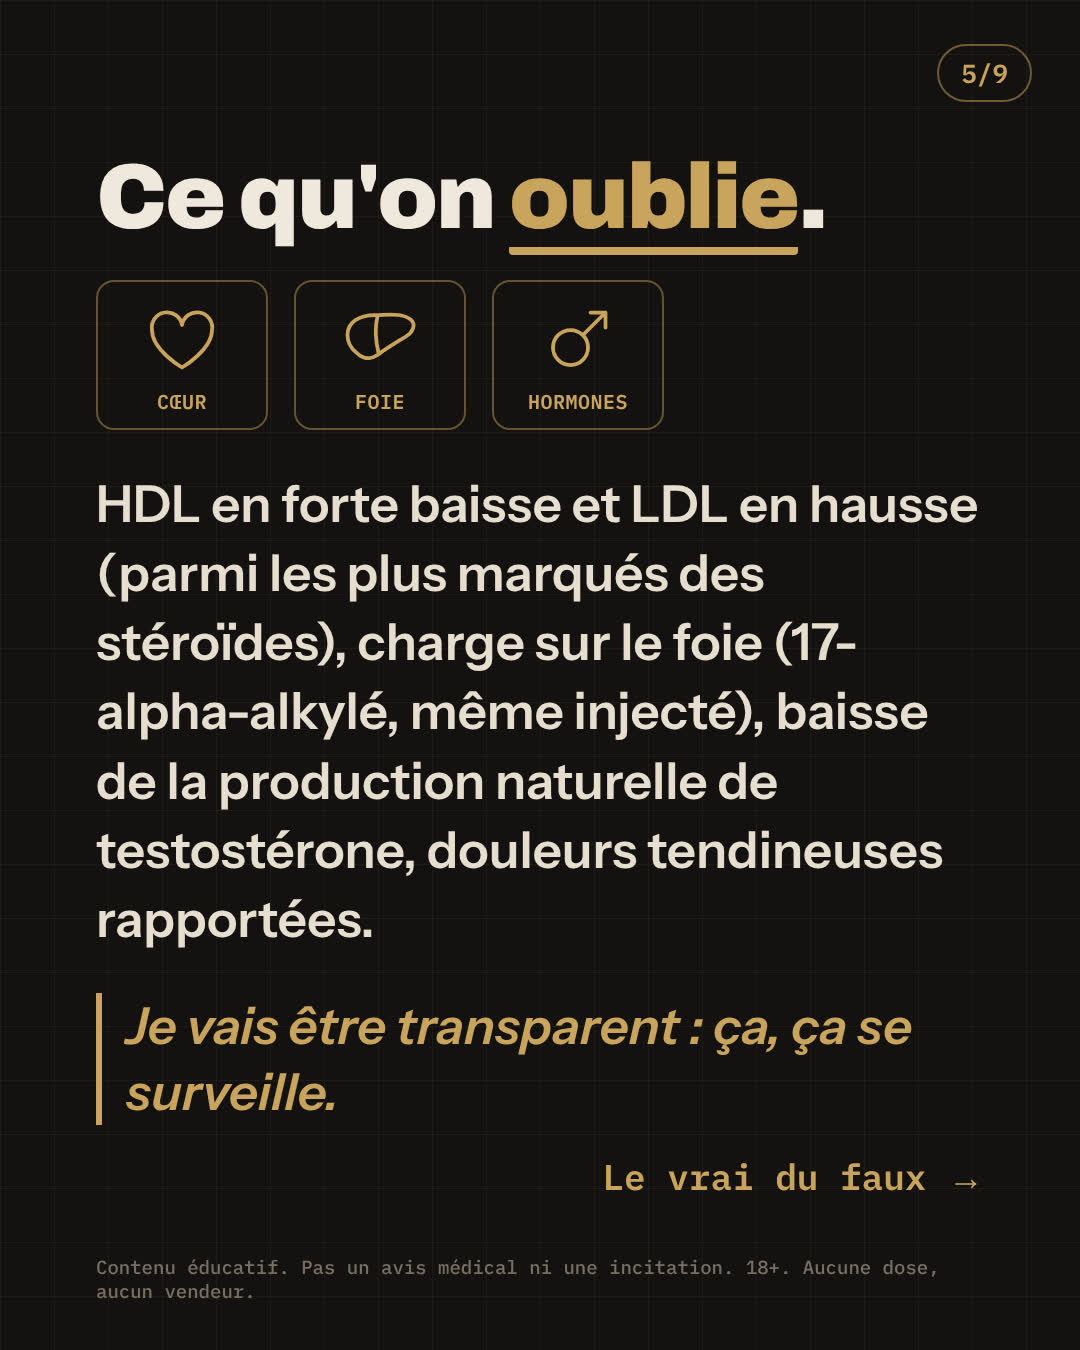 5/9
Ce qu'on oublie.
CŒUR
FOIE
HORMONES
HDL en forte baisse et LDL en hausse
(parmi les plus marqués des
stéroïdes), charge sur le foie (17-
alpha-alkylé, même injecté), baisse
de la production naturelle de
testostérone, douleurs tendineuses
rapportées.
Je vais être transparent : ça, ça se
surveille.
Le vrai du faux →
Contenu éducatif. Pas un avis médical ni une incitation. 18+. Aucune dose,
aucun vendeur.